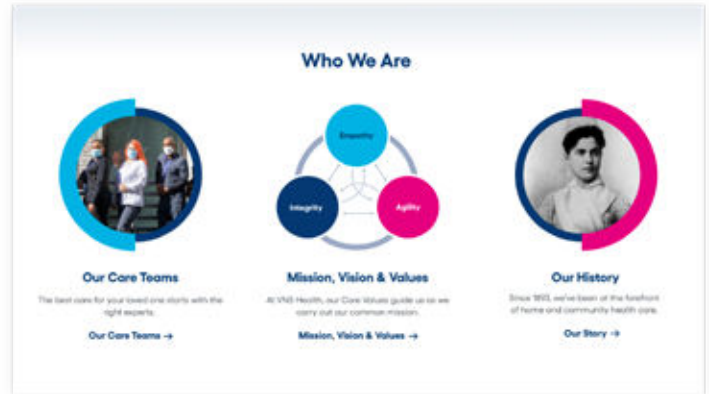 Who We Are
Empathy
Integrity
Agility
Our Care Teams
The best care for your loved one starts with the
right experts.
Our Care Teams →
Mission, Vision & Values
At VNS Health, our Core Values guide us as we
carry out our common mission.
Mission, Vision & Values →
Our History
Since 1893, we've been at the forefront
of home and community health care.
Our Story →